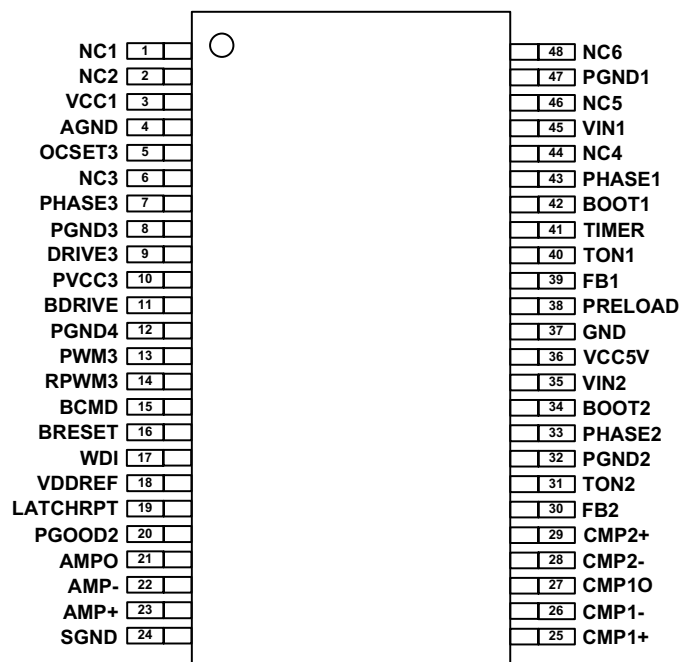 NC1 1 48 NC6
NC2 2 47 PGND1
VCC1 3 46 NC5
AGND 4 45 VIN1
OCSET3 5 44 NC4
NC3 6 43 PHASE1
PHASE3 7 42 BOOT1
PGND3 8 41 TIMER
DRIVE3 9 40 TON1
PVCC3 10 39 FB1
BDRIVE 11 38 PRELOAD
PGND4 12 37 GND
PWM3 13 36 VCC5V
RPWM3 14 35 VIN2
BCMD 15 34 BOOT2
BRESET 16 33 PHASE2
WDI 17 32 PGND2
VDDREF 18 31 TON2
LATCHRPT 19 30 FB2
PGOOD2 20 29 CMP2+
AMPO 21 28 CMP2-
AMP- 22 27 CMP1O
AMP+ 23 26 CMP1-
SGND 24 25 CMP1+